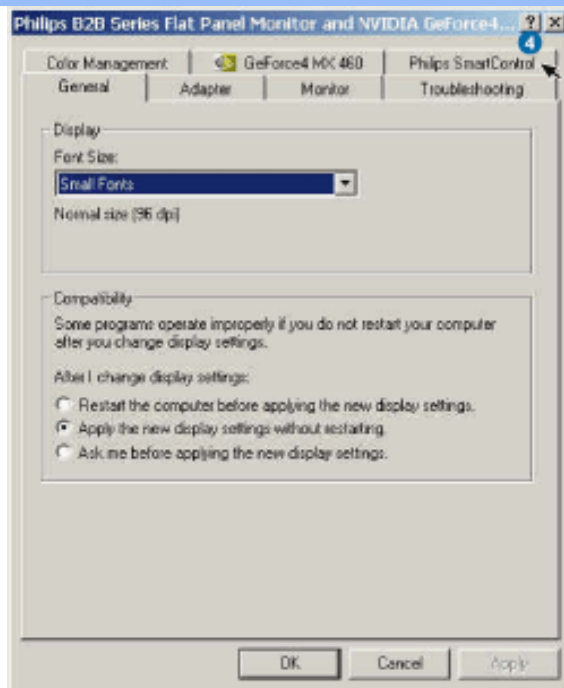 Philips B2B Series Flat Panel Monitor and NVIDIA GeForce4... ? ×
4
Color Management GeForce4 MX 460 Philips SmartControl
General Adapter Monitor Troubleshooting
Display
Font Size:
Small Fonts
Normal size (96 dpi)
Compatibility
Some programs operate improperly if you do not restart your computer
after you change display settings.
After I change display settings:
Restart the computer before applying the new display settings.
Apply the new display settings without restarting.
Ask me before applying the new display settings.
OK Cancel Apply